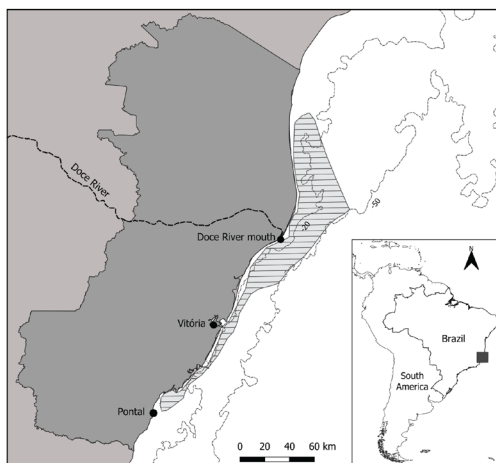 Doce River
-50
-20
Doce River mouth
N
Vitória
Brazil
South
America
Pontal
0 20 40 60 km